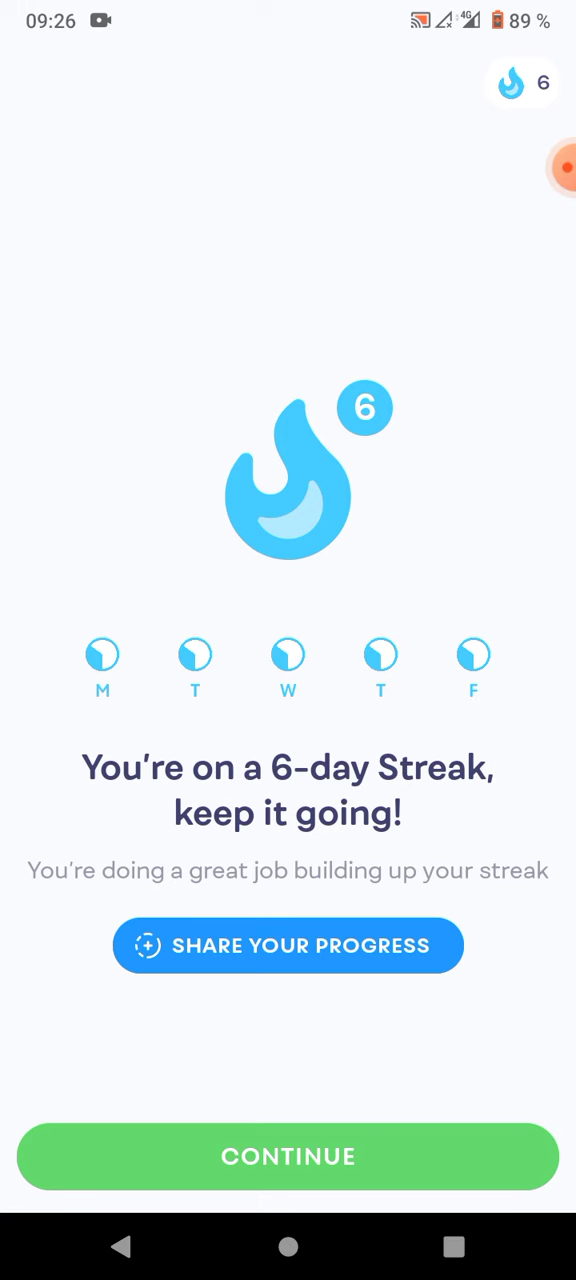 09:26
4G
89 %
6
6
M T W T F
You're on a 6-day Streak,
keep it going!
You're doing a great job building up your streak
SHARE YOUR PROGRESS
CONTINUE